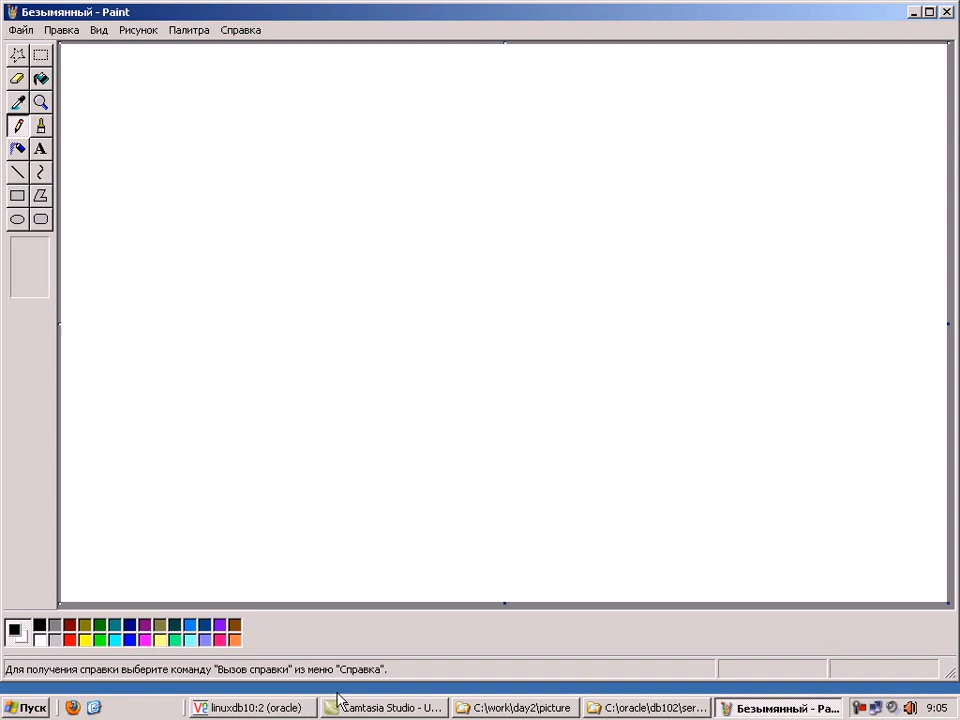 Безымянный - Paint
Файл Правка Вид Рисунок Палитра Справка
A
Для получения справки выберите команду "Вызов справки" из меню "Справка".
Пуск V2 linuxdb10:2 (oracle) Camtasia Studio - U... C:\work\day2\picture C:\oracle\db102\ser... Безымянный - Pa... 9:05